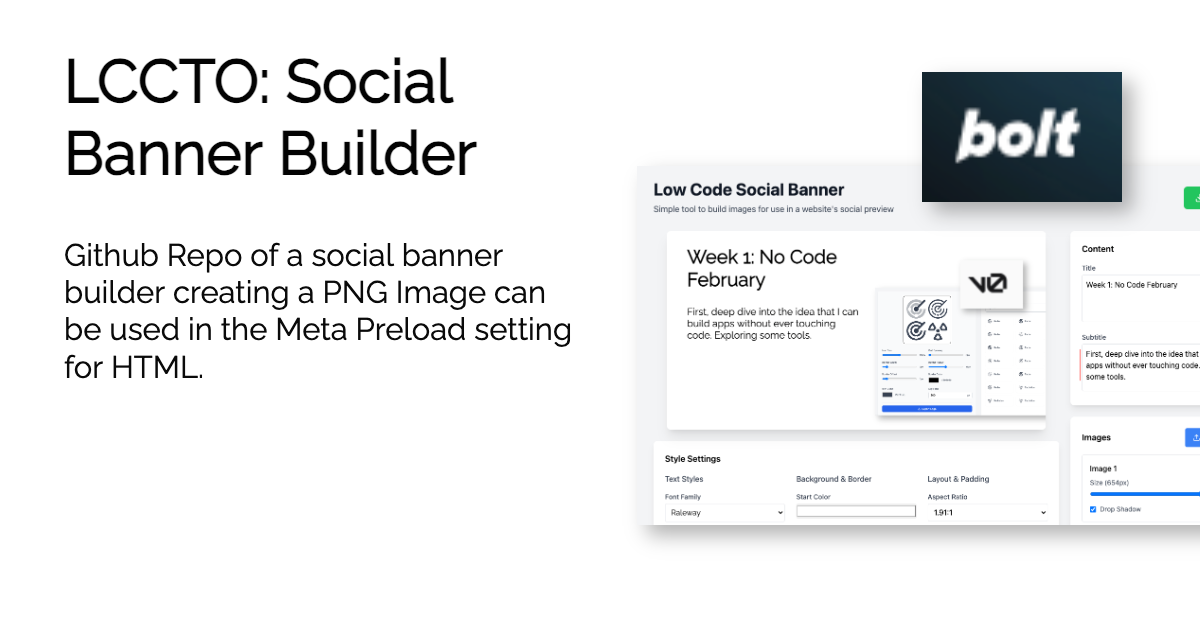 LCCTO: Social
Banner Builder
Github Repo of a social banner
builder creating a PNG Image can
be used in the Meta Preload setting
for HTML.
bolt
Low Code Social Banner
Simple tool to build images for use in a website's social preview
Week 1: No Code
February
First, deep dive into the idea that I can
build apps without ever touching
code. Exploring some tools.
v0
Content
Title
Week 1: No Code February
Subtitle
First, deep dive into the idea that
apps without ever touching code.
some tools.
Images
Image 1
Size (654px)
Drop Shadow
Style Settings
Text Styles
Background & Border
Layout & Padding
Font Family
Start Color
Aspect Ratio
Raleway
1.91:1